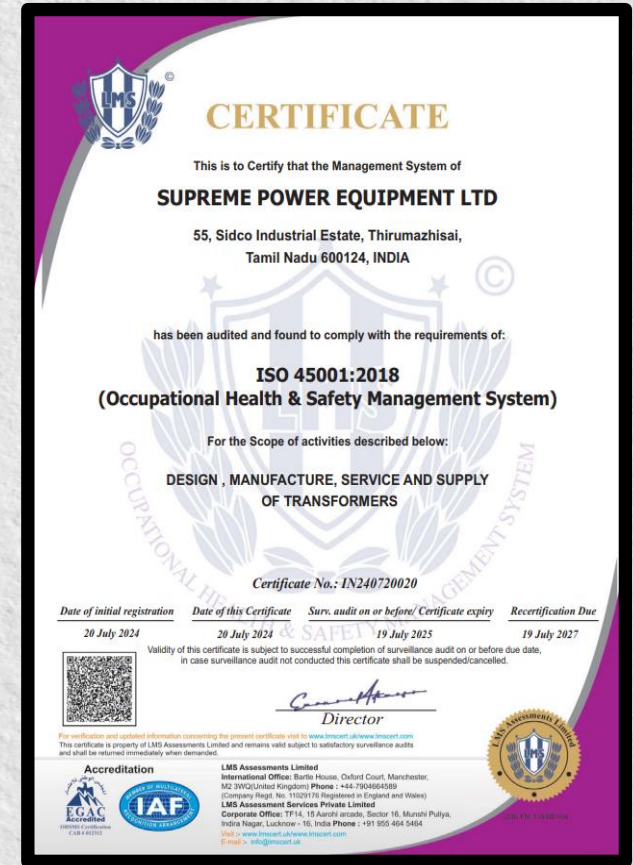 LMS
©
CERTIFICATE
This is to Certify that the Management System of
SUPREME POWER EQUIPMENT LTD
55, Sidco Industrial Estate, Thirumazhisai,
Tamil Nadu 600124, INDIA
©
has been audited and found to comply with the requirements of:
ISO 45001:2018
(Occupational Health & Safety Management System)
For the Scope of activities described below:
DESIGN , MANUFACTURE, SERVICE AND SUPPLY
OF TRANSFORMERS
LMS
OCCUPATIONAL HEALTH & SAFETY MANAGEMENT SYSTEM
Certificate No.: IN240720020
Date of initial registration Date of this Certificate Surv. audit on or before/ Certificate expiry Recertification Due
20 July 2024 20 July 2024 19 July 2025 19 July 2027
Validity of this certificate is subject to successful completion of surveillance audit on or before due date,
in case surveillance audit not conducted this certificate shall be suspended/cancelled.
Director
For verification and updated information concerning the present certificate visit to www.lmscert.uk/www.lmscert.com
This certificate is property of LMS Assessments Limited and remains valid subject to satisfactory surveillance audits
and shall be returned immediately when demanded.
Accreditation
EGAC
Accredited
OHSMS Certification
CAB # 012502
MEMBER OF MULTILATERAL
RECOGNITION ARRANGEMENT
IAF
LMS Assessments Limited
International Office: Bartle House, Oxford Court, Manchester,
M2 3WQ(United Kingdom) Phone : +44-7904664589
(Company Regd. No. 11029176 Registered in England and Wales)
LMS Assessment Services Private Limited
Corporate Office: TF14, 15 Aarohi arcade, Sector 16, Munshi Puliya,
Indira Nagar, Lucknow - 16, India Phone : +91 955 464 5464
Visit :- www.lmscert.uk/www.lmscert.com
E-mail :- info@lmscert.uk
LMS Assessments Limited
LMS